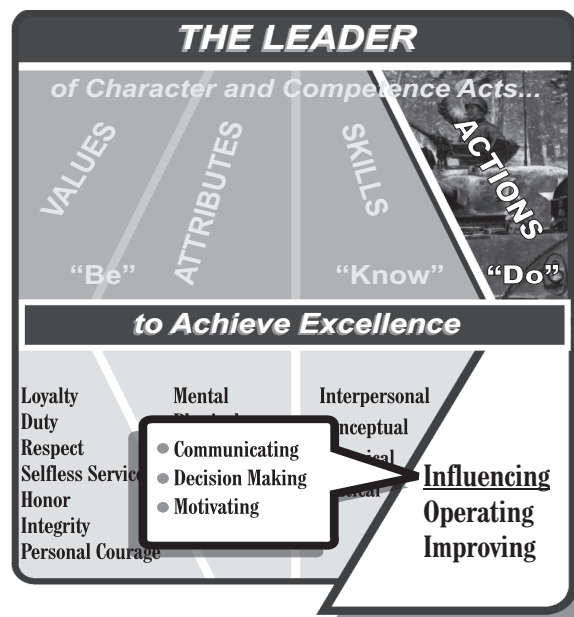 THE LEADER
of Character and Competence Acts...
VALUES
ATTRIBUTES
SKILLS
ACTIONS
“Be”
“Know”
“Do”
to Achieve Excellence
Loyalty
Duty
Respect
Selfless Service
Honor
Integrity
Personal Courage
Mental
Interpersonal
Communicating
Decision Making
Motivating
Influencing
Operating
Improving